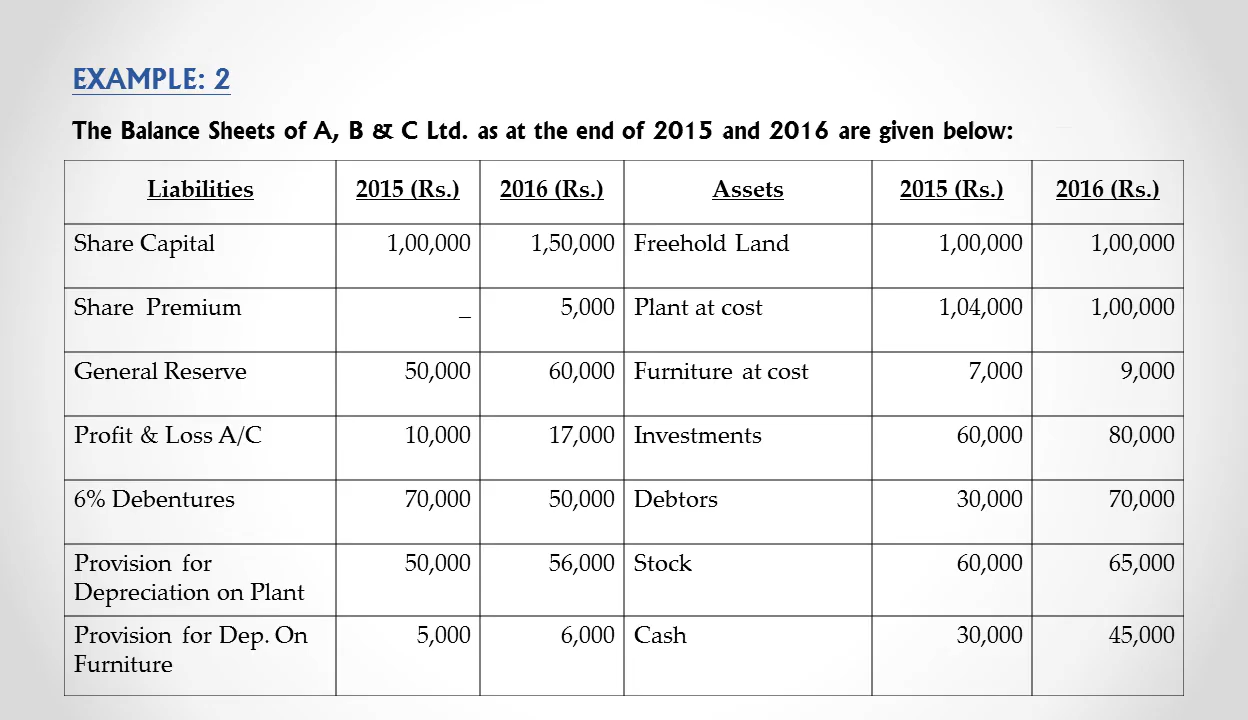 EXAMPLE: 2
The Balance Sheets of A, B & C Ltd. as at the end of 2015 and 2016 are given below:
Liabilities 2015 (Rs.) 2016 (Rs.) Assets 2015 (Rs.) 2016 (Rs.)
Share Capital 1,00,000 1,50,000 Freehold Land 1,00,000 1,00,000
Share Premium _ 5,000 Plant at cost 1,04,000 1,00,000
General Reserve 50,000 60,000 Furniture at cost 7,000 9,000
Profit & Loss A/C 10,000 17,000 Investments 60,000 80,000
6% Debentures 70,000 50,000 Debtors 30,000 70,000
Provision for 50,000 56,000 Stock 60,000 65,000
Depreciation on Plant
Provision for Dep. On 5,000 6,000 Cash 30,000 45,000
Furniture